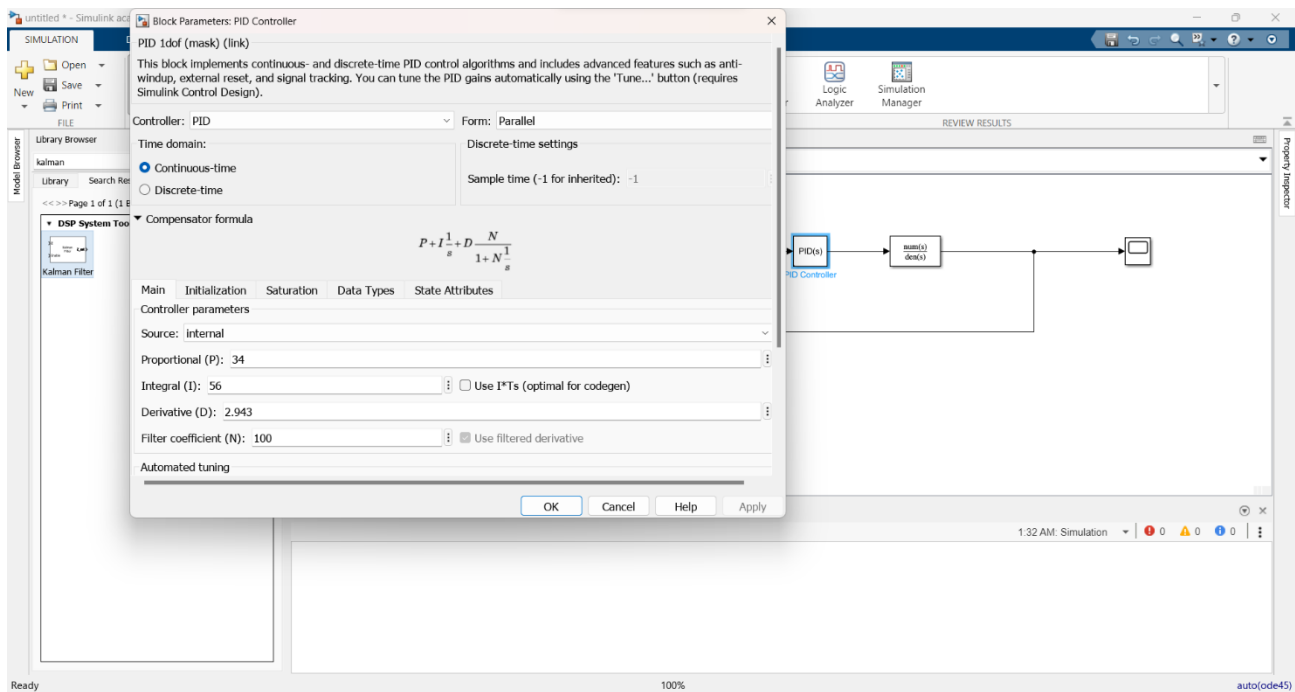 untitled * - Simulink aca
Block Parameters: PID Controller
SIMULATION
PID 1dof (mask) (link)
This block implements continuous- and discrete-time PID control algorithms and includes advanced features such as anti-
windup, external reset, and signal tracking. You can tune the PID gains automatically using the 'Tune...' button (requires
Simulink Control Design).
New
Open
Save
Print
FILE
Logic
Analyzer
Simulation
Manager
REVIEW RESULTS
Controller: PID
Form: Parallel
Time domain:
Continuous-time
Discrete-time
Discrete-time settings
Sample time (-1 for inherited): -1
Compensator formula
P + I 1/s + D N/(1 + N 1/s)
Main Initialization Saturation Data Types State Attributes
Controller parameters
Source: internal
Proportional (P): 34
Integral (I): 56
Use I*Ts (optimal for codegen)
Derivative (D): 2.943
Filter coefficient (N): 100
Use filtered derivative
Automated tuning
OK Cancel Help Apply
Model Browser
Library Browser
kalman
Library Search Res
<< >> Page 1 of 1 (1 E
DSP System Too
Kalman Filter
PID(s)
PID Controller
num(s)
den(s)
Property Inspector
1:32 AM: Simulation
0 0 0
Ready
100%
auto(ode45)